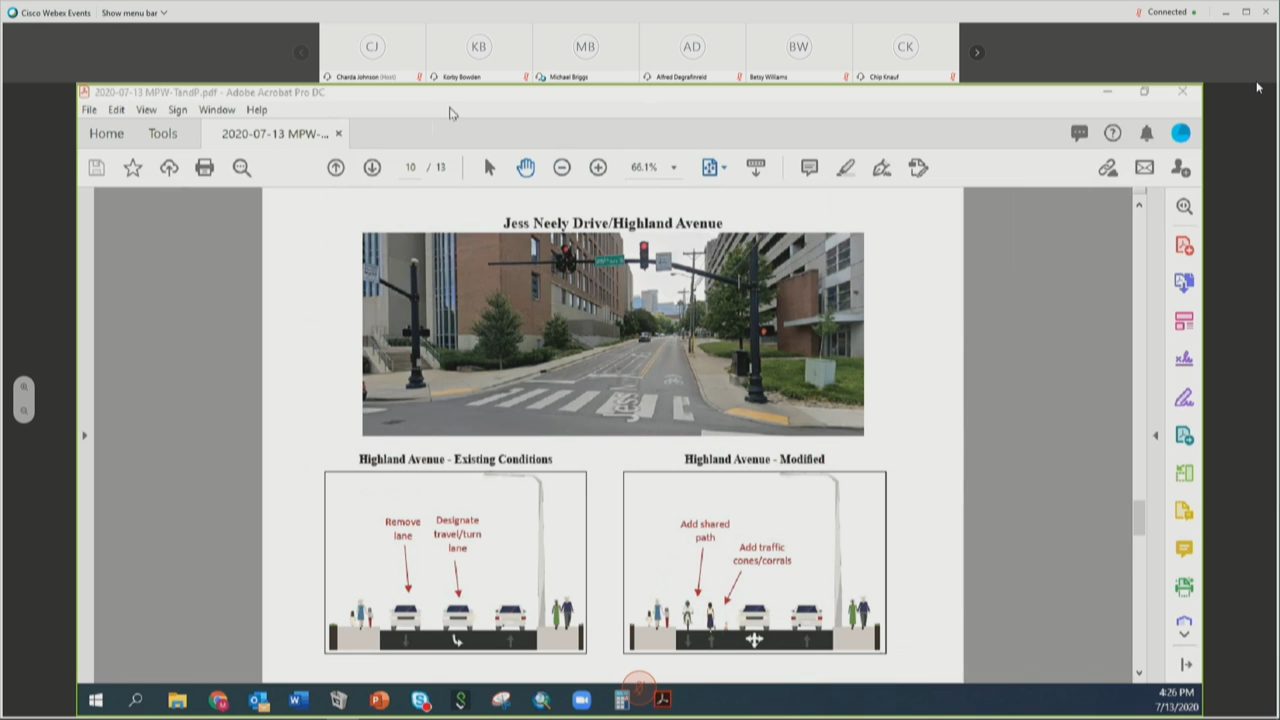 Cisco Webex Events Show menu bar
Connected
CJ KB MB AD BW CK
Charda Johnson (Host) Korby Bowden Michael Briggs Alfred Degrafinreid Betsy Williams Chip Knauf
2020-07-13 MPW-TandP.pdf - Adobe Acrobat Pro DC
File Edit View Sign Window Help
Home Tools 2020-07-13 MPW-... ×
10 / 13 66.1%
Jess Neely Drive/Highland Avenue
Jess N
Highland Avenue - Existing Conditions
Highland Avenue - Modified
Remove
lane
Designate
travel/turn
lane
Add shared
path
Add traffic
cones/corrals
4:26 PM
7/13/2020